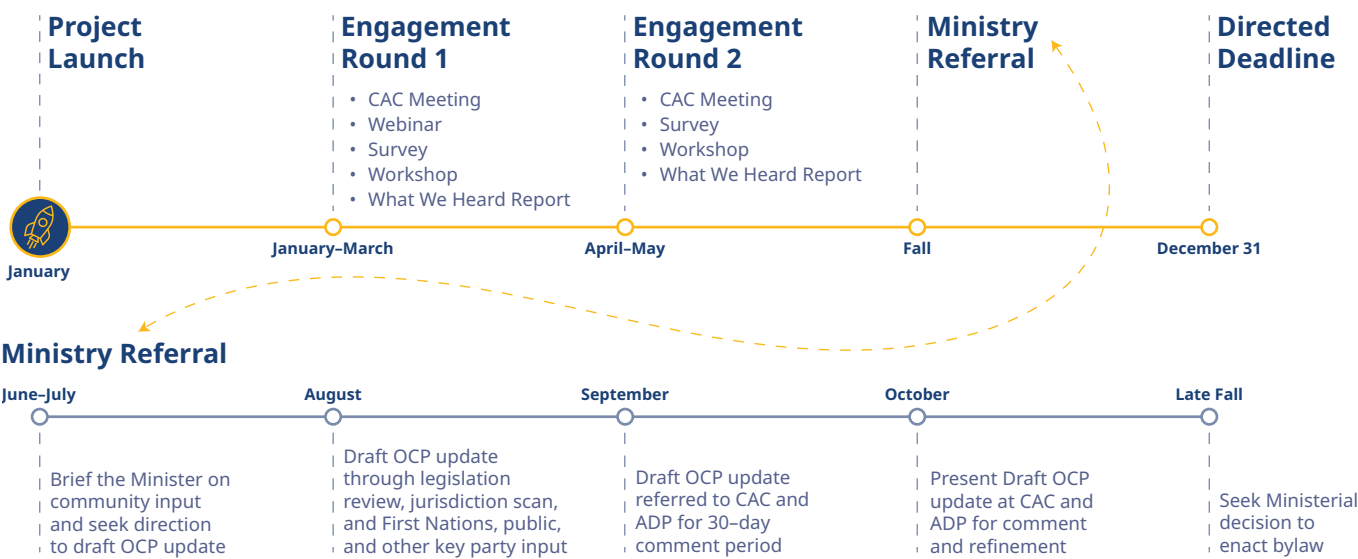 Project
Launch
January
Engagement
Round 1
• CAC Meeting
• Webinar
• Survey
• Workshop
• What We Heard Report
January–March
Engagement
Round 2
• CAC Meeting
• Survey
• Workshop
• What We Heard Report
April–May
Ministry
Referral
Fall
Directed
Deadline
December 31
Ministry Referral
June–July
Brief the Minister on
community input
and seek direction
to draft OCP update
August
Draft OCP update
through legislation
review, jurisdiction scan,
and First Nations, public,
and other key party input
September
Draft OCP update
referred to CAC and
ADP for 30–day
comment period
October
Present Draft OCP
update at CAC and
ADP for comment
and refinement
Late Fall
Seek Ministerial
decision to
enact bylaw